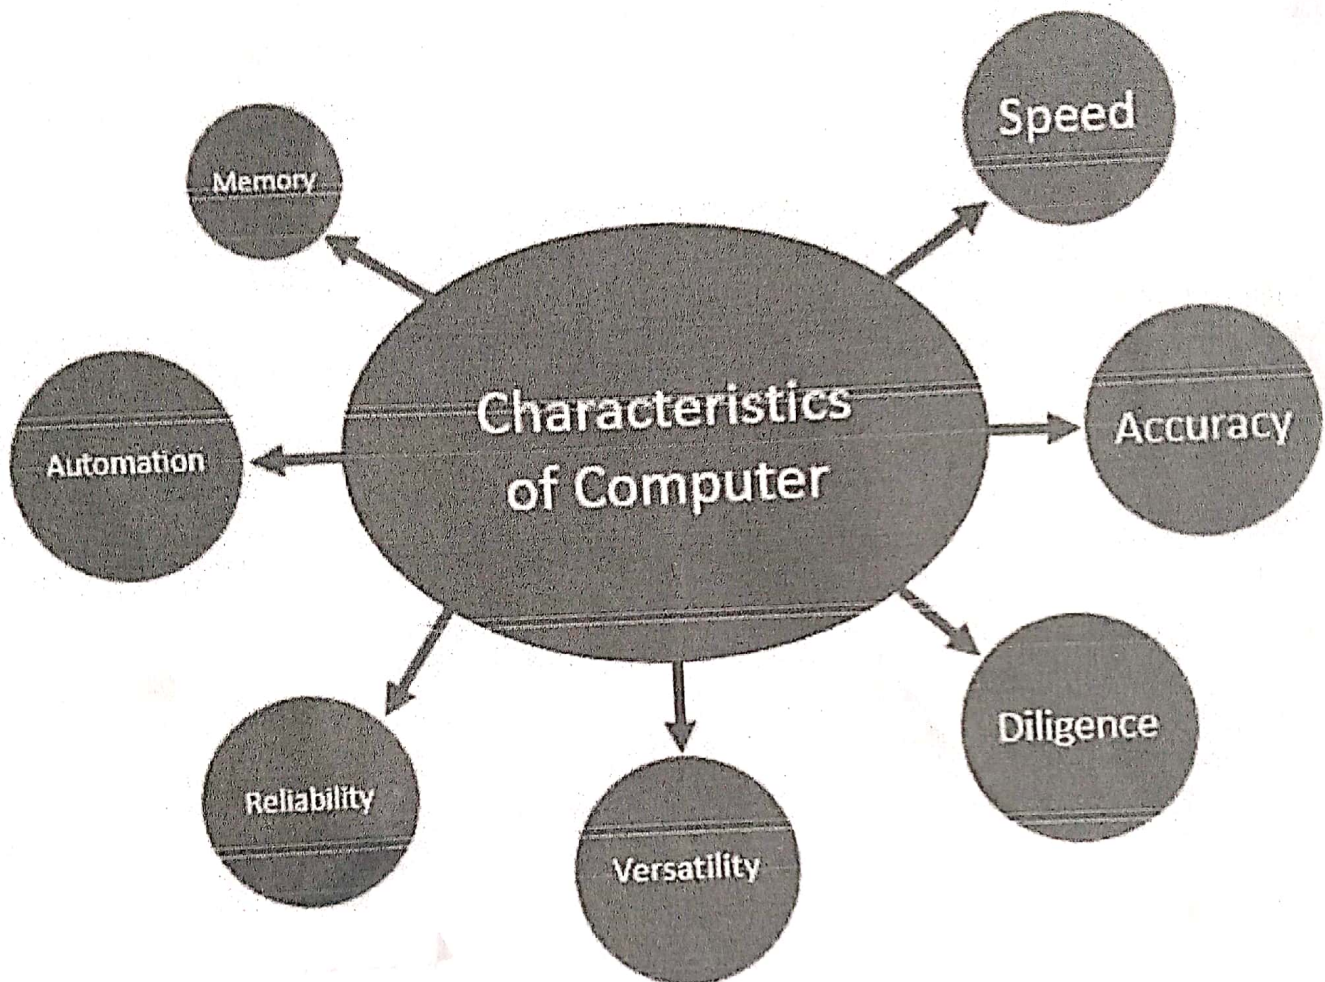 Speed
Memory
Characteristics
of Computer
Accuracy
Automation
Diligence
Reliability
Versatility